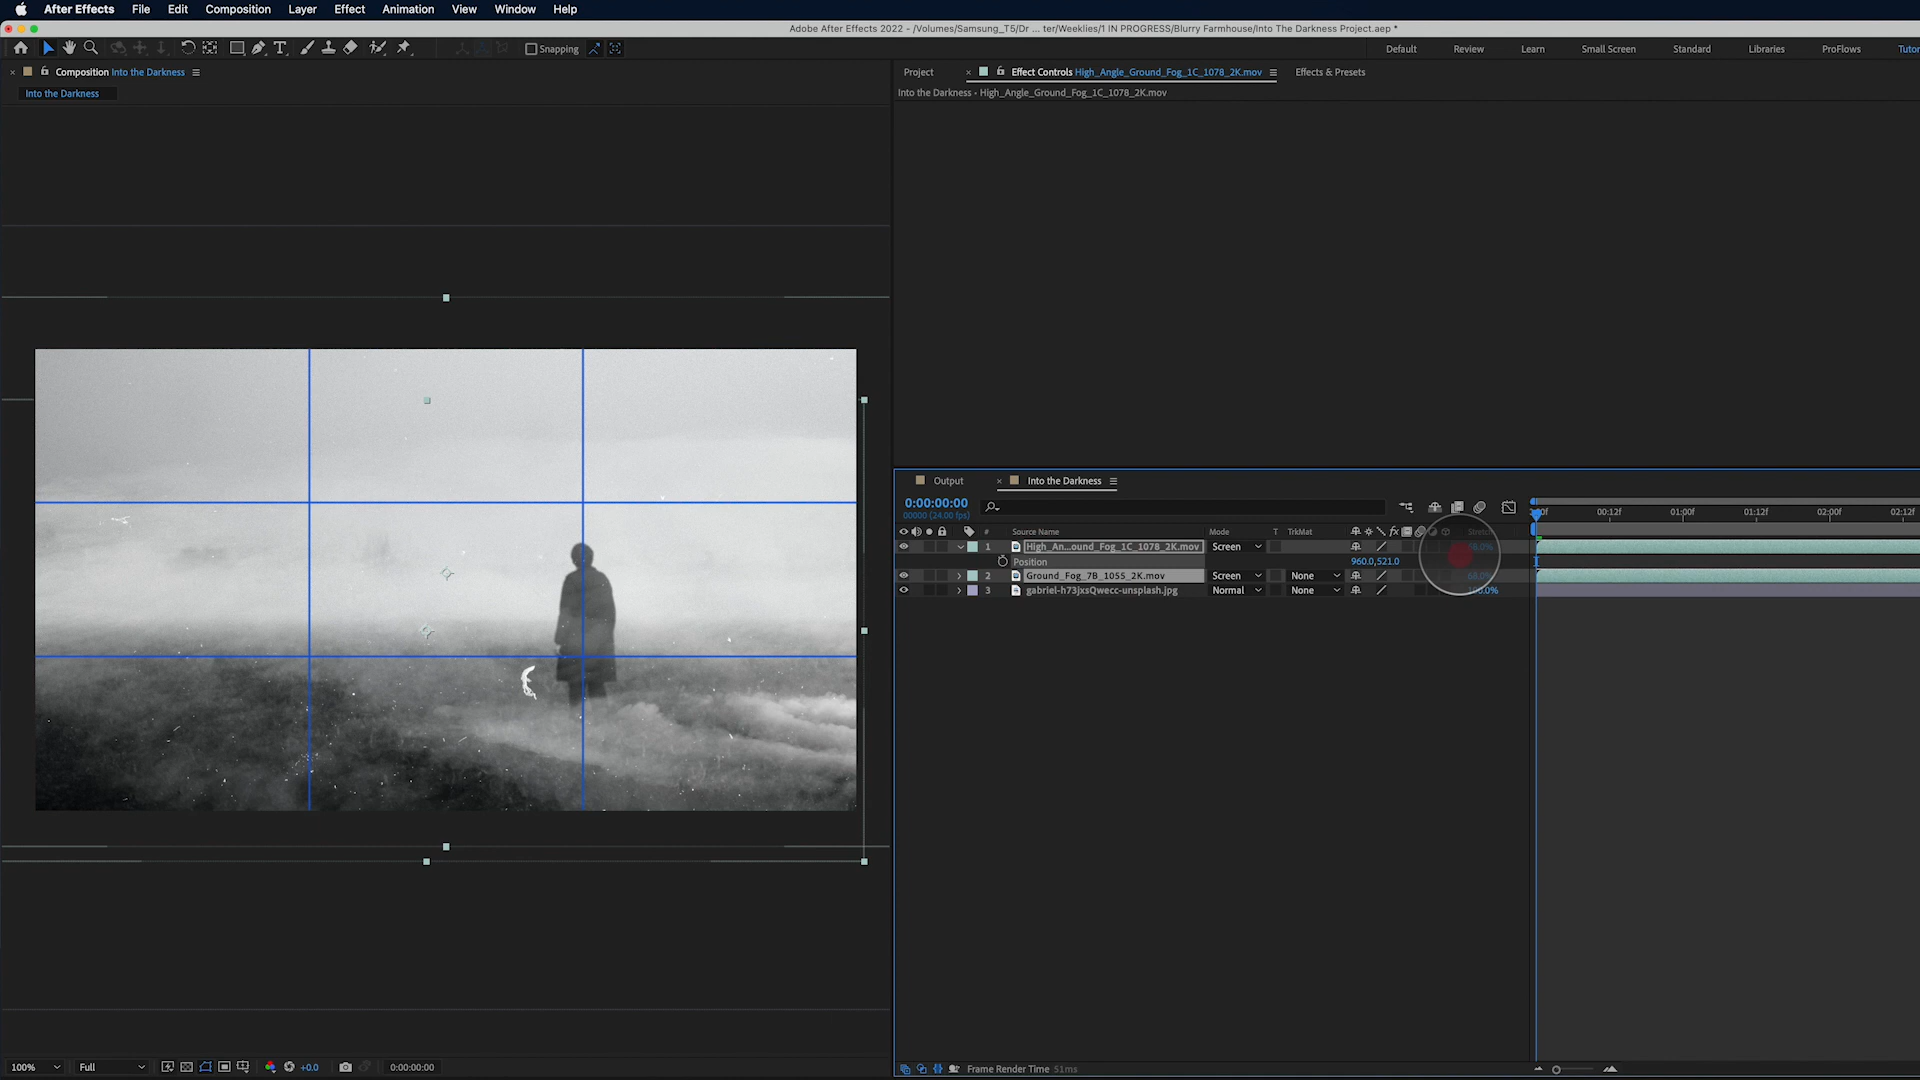 After Effects File Edit Composition Layer Effect Animation View Window Help
Adobe After Effects 2022 - /Volumes/Samsung_T5/Dr ... ter/Weeklies/1 IN PROGRESS/Blurry Farmhouse/Into The Darkness Project.aep *
Snapping
Default Review Learn Small Screen Standard Libraries ProFlows Tutor
Composition Into the Darkness
Project Effect Controls High_Angle_Ground_Fog_1C_1078_2K.mov Effects & Presets
Into the Darkness
Into the Darkness • High_Angle_Ground_Fog_1C_1078_2K.mov
Output Into the Darkness
0:00:00:00
00000 (24.00 fps)
00f 00:12f 01:00f 01:12f 02:00f 02:12f
# Source Name Mode T TrkMat fx Stretch
1 High_An...ound_Fog_1C_1078_2K.mov Screen
Position 960.0,521.0
2 Ground_Fog_7B_1055_2K.mov Screen None
3 gabriel-h73jxsQwecc-unsplash.jpg Normal None
100% Full +0.0 0:00:00:00
Frame Render Time 51ms